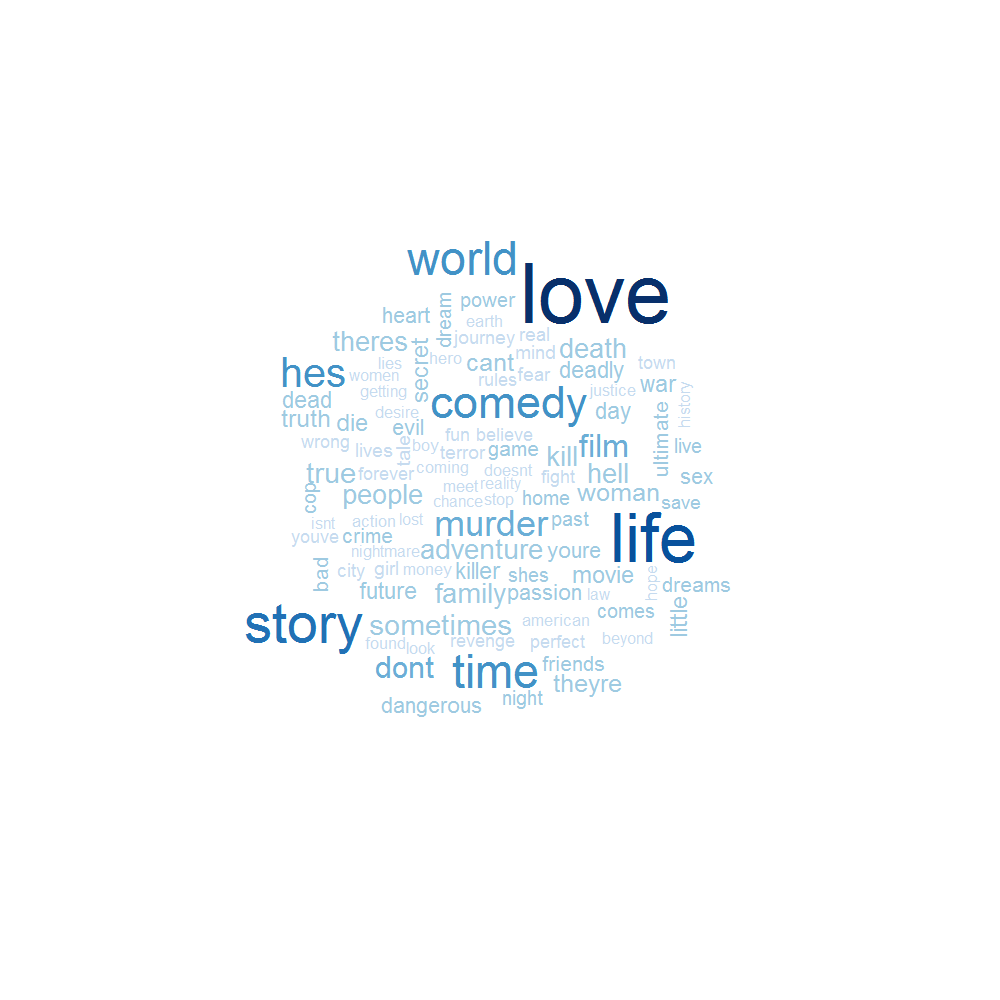 world
love
power
dream
heart
earth
theres
journey
real
secret
hero
cant
mind
death
lies
women
hes
rules
fear
deadly
town
getting
justice
war
history
dead
desire
comedy
day
truth
die
evil
ultimate
wrong
lives
tale
boy
fun
believe
terror
game
kill
film
live
true
forever
coming
doesnt
fight
hell
sex
cop
people
meet
reality
chance
stop
home
woman
save
isnt
action
lost
murder
past
life
youve
crime
nightmare
adventure
youre
bad
city
girl
money
killer
shes
movie
hope
dreams
future
family
passion
law
little
story
sometimes
american
comes
found
look
revenge
perfect
beyond
dont
time
friends
theyre
dangerous
night